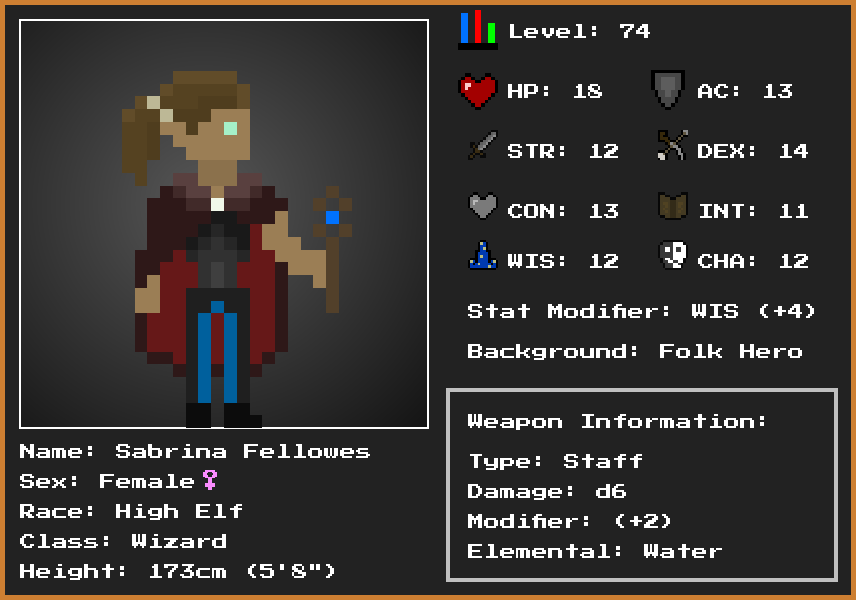 Level: 74
HP: 18
AC: 13
STR: 12
DEX: 14
CON: 13
INT: 11
WIS: 12
CHA: 12
Stat Modifier: WIS (+4)
Background: Folk Hero
Weapon Information:
Type: Staff
Damage: d6
Modifier: (+2)
Elemental: Water
Name: Sabrina Fellowes
Sex: Female♀
Race: High Elf
Class: Wizard
Height: 173cm (5'8")